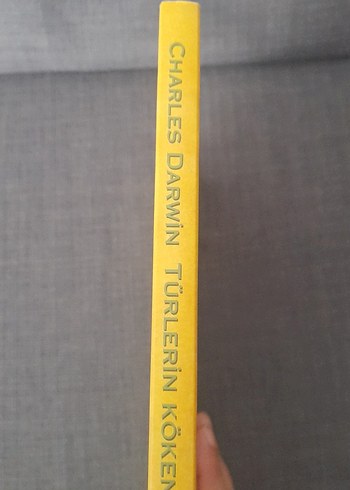 CHARLES DARWİN TÜRLERİN KÖKEN